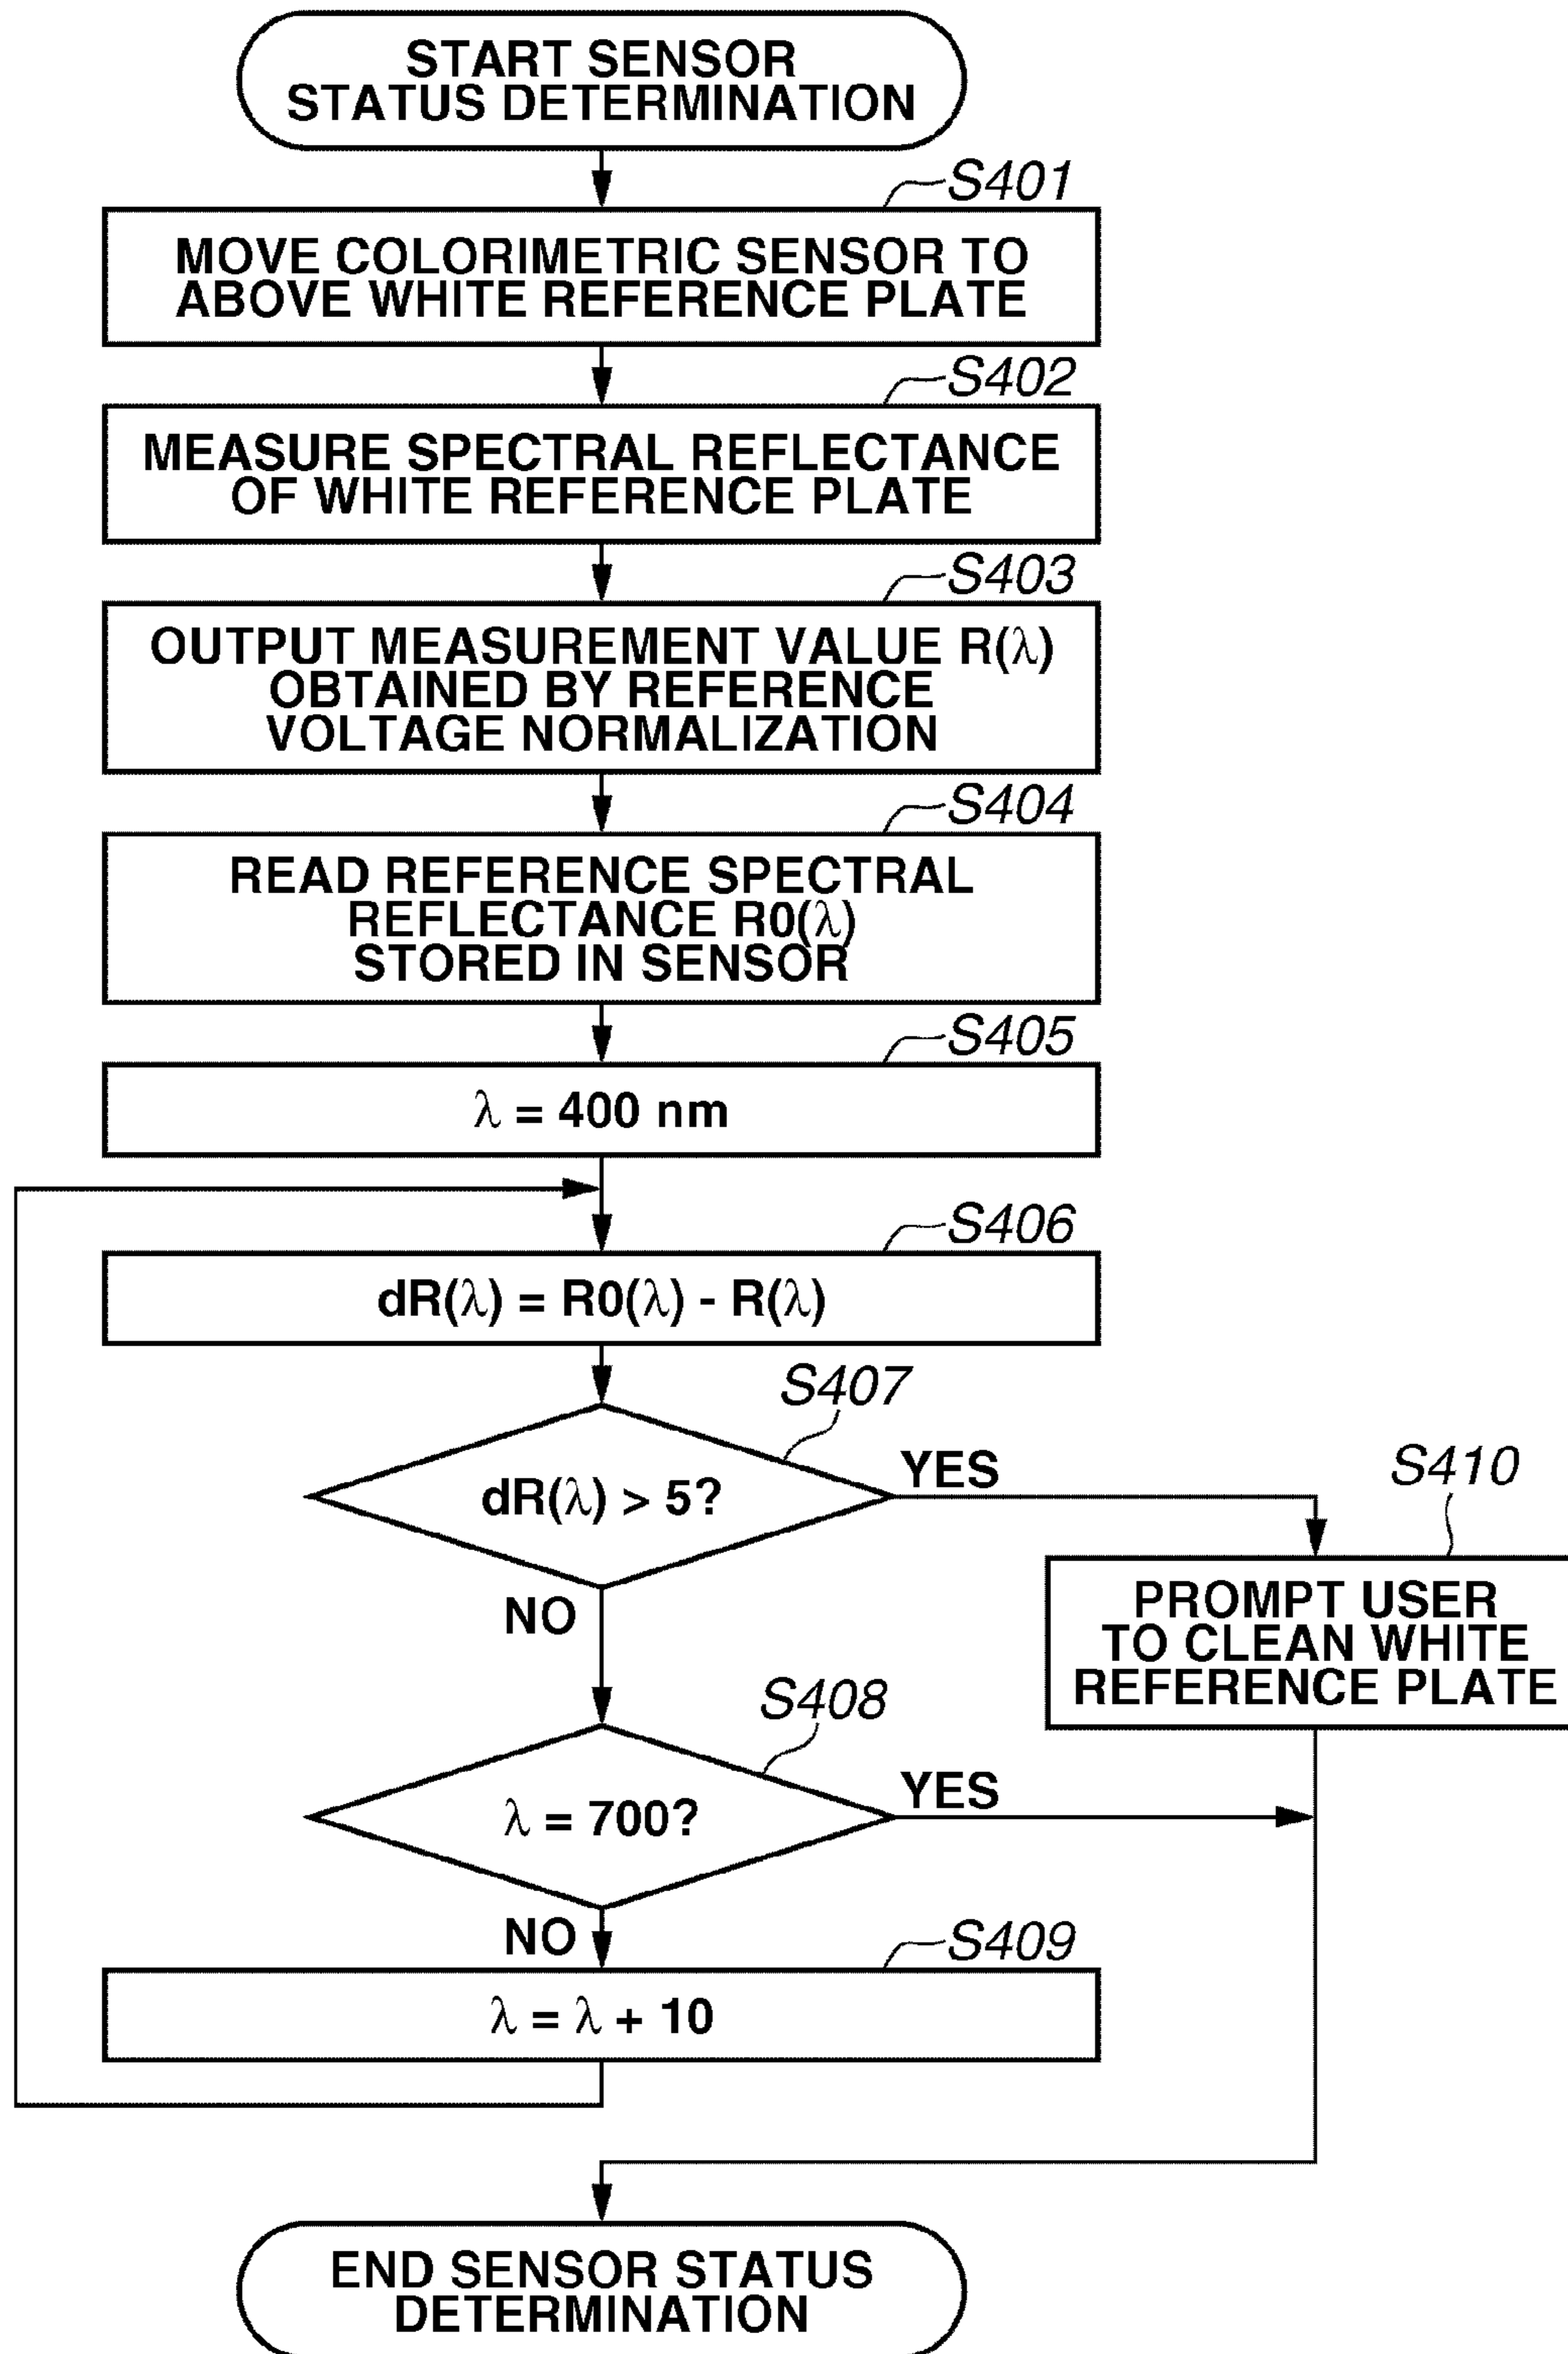 START SENSOR
STATUS DETERMINATION
S401
MOVE COLORIMETRIC SENSOR TO
ABOVE WHITE REFERENCE PLATE
S402
MEASURE SPECTRAL REFLECTANCE
OF WHITE REFERENCE PLATE
S403
OUTPUT MEASUREMENT VALUE R(λ)
OBTAINED BY REFERENCE
VOLTAGE NORMALIZATION
S404
READ REFERENCE SPECTRAL
REFLECTANCE R0(λ)
STORED IN SENSOR
S405
λ = 400 nm
S406
dR(λ) = R0(λ) - R(λ)
S407
dR(λ) > 5?
YES
NO
S410
PROMPT USER
TO CLEAN WHITE
REFERENCE PLATE
S408
λ = 700?
YES
NO
S409
λ = λ + 10
END SENSOR STATUS
DETERMINATION